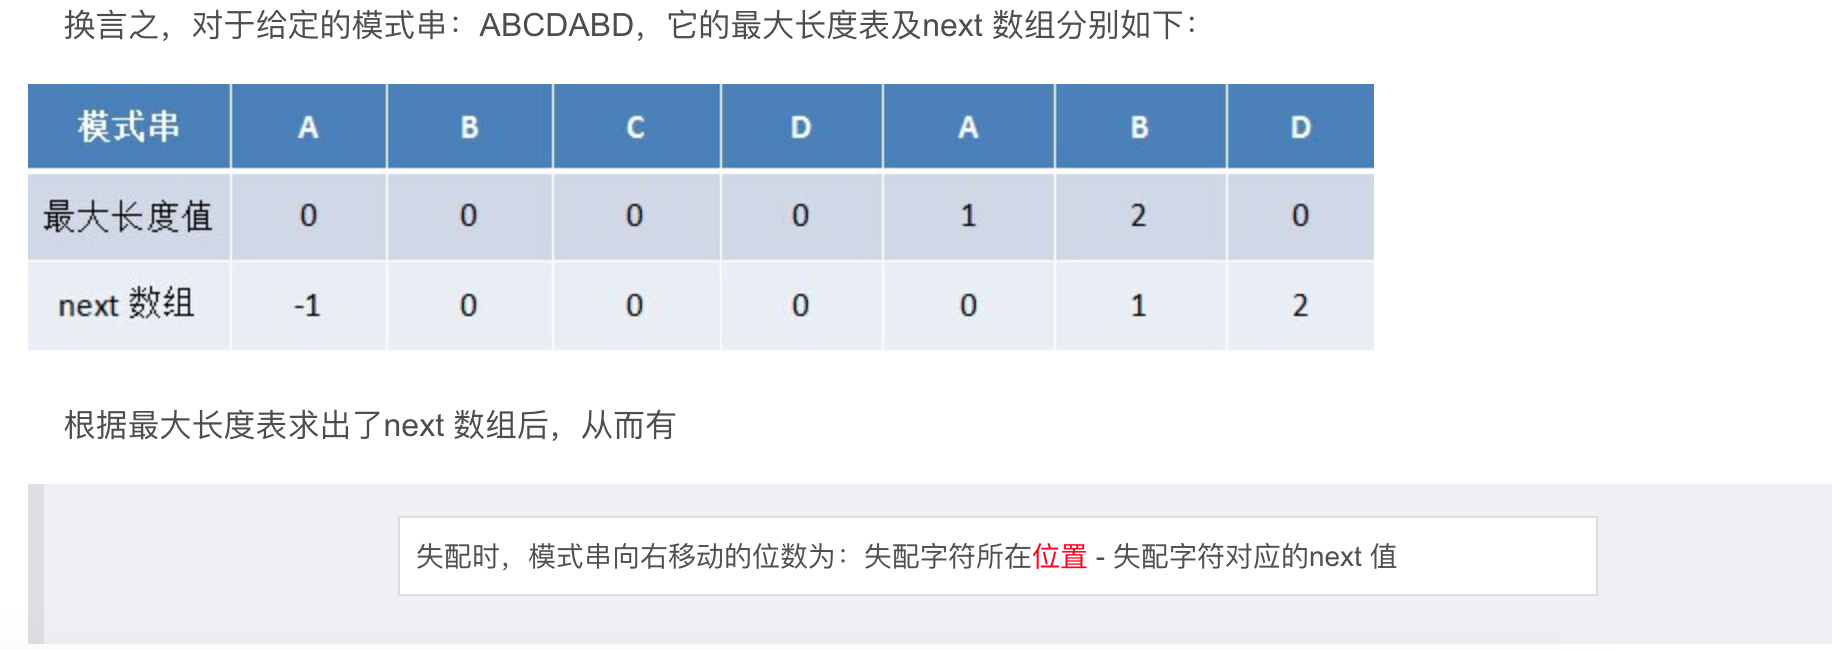 换言之，对于给定的模式串：ABCDABD，它的最大长度表及next 数组分别如下：
模式串 A B C D A B D
最大长度值 0 0 0 0 1 2 0
next 数组 -1 0 0 0 0 1 2
根据最大长度表求出了next 数组后，从而有
失配时，模式串向右移动的位数为：失配字符所在位置 - 失配字符对应的next 值